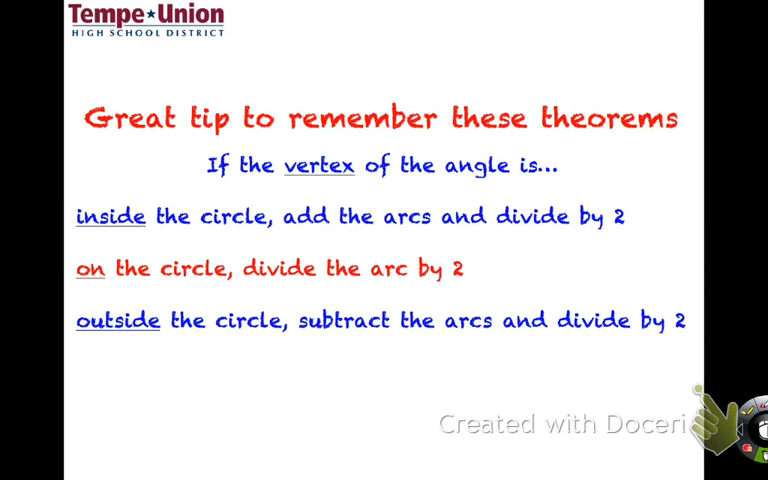 Tempe Union
HIGH SCHOOL DISTRICT
Great tip to remember these theorems
If the vertex of the angle is...
inside the circle, add the arcs and divide by 2
on the circle, divide the arc by 2
outside the circle, subtract the arcs and divide by 2
Created with Doceri